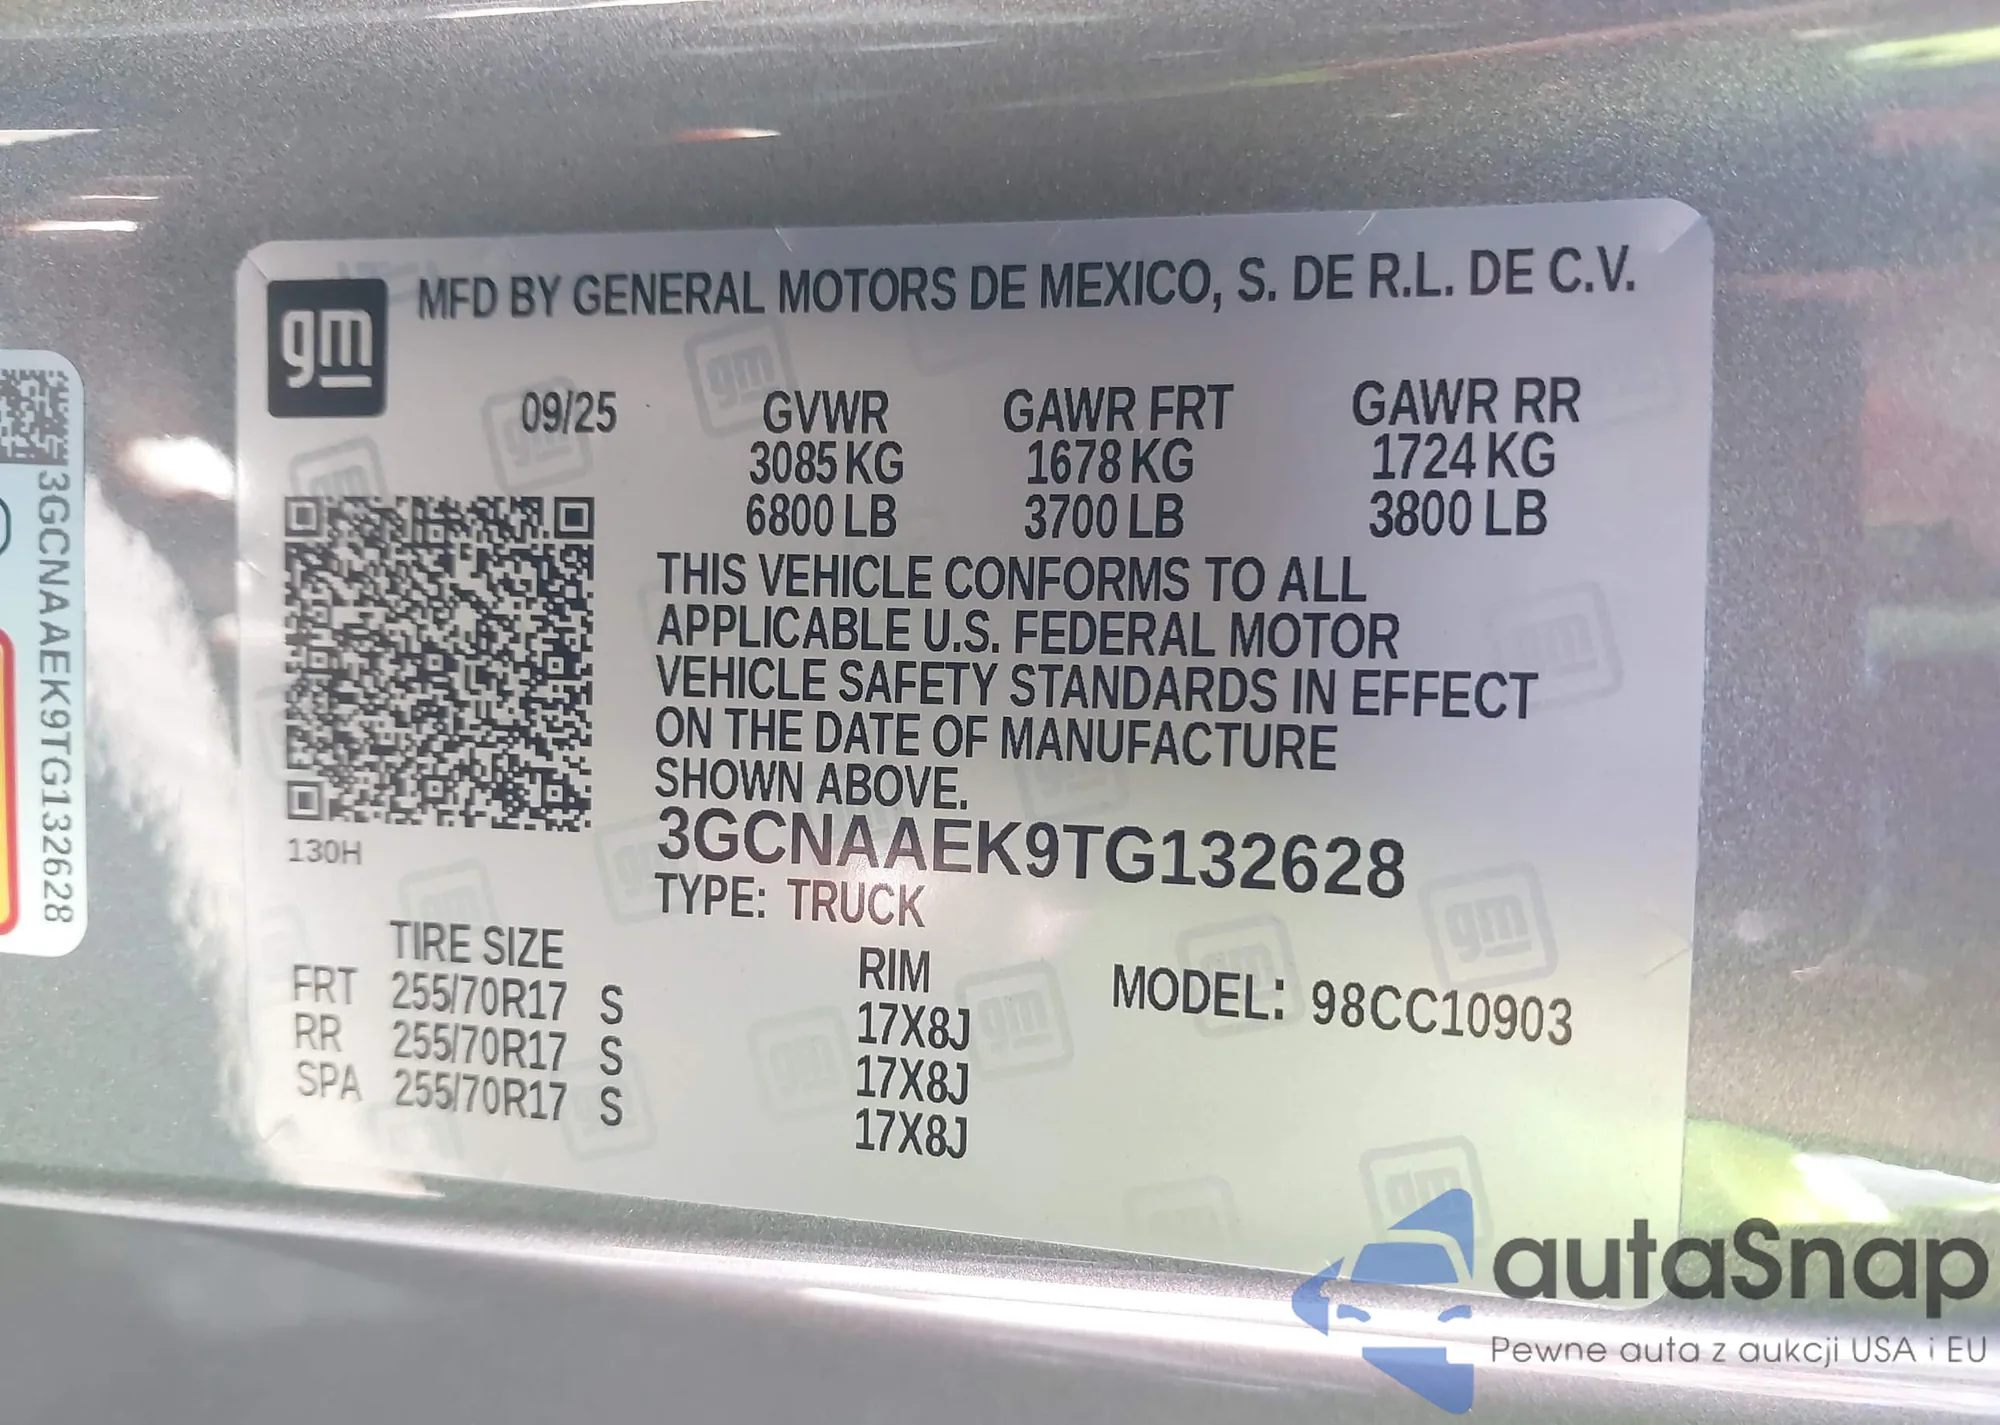 gm
MFD BY GENERAL MOTORS DE MEXICO, S. DE R.L. DE C.V.
09/25 GVWR GAWR FRT GAWR RR
3085 KG 1678 KG 1724 KG
6800 LB 3700 LB 3800 LB
THIS VEHICLE CONFORMS TO ALL
APPLICABLE U.S. FEDERAL MOTOR
VEHICLE SAFETY STANDARDS IN EFFECT
ON THE DATE OF MANUFACTURE
SHOWN ABOVE.
3GCNAAEK9TG132628
TYPE: TRUCK
130H
TIRE SIZE RIM
FRT 255/70R17 S 17X8J
RR 255/70R17 S 17X8J
SPA 255/70R17 S 17X8J
MODEL: 98CC10903
3GCNAAEK9TG132628
autaSnap
Pewne auta z aukcji USA i EU